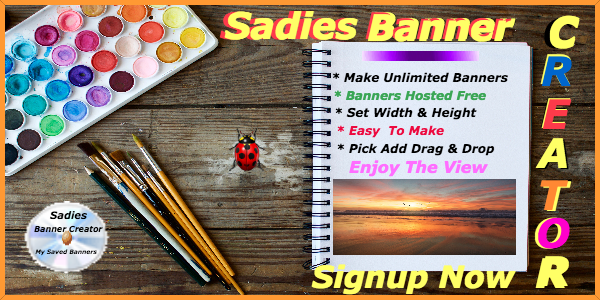 Sadies Banner
CREATOR
* Make Unlimited Banners
* Banners Hosted Free
* Set Width & Height
* Easy To Make
* Pick Add Drag & Drop
Enjoy The View
Signup Now
Sadies
Banner Creator
My Saved Banners